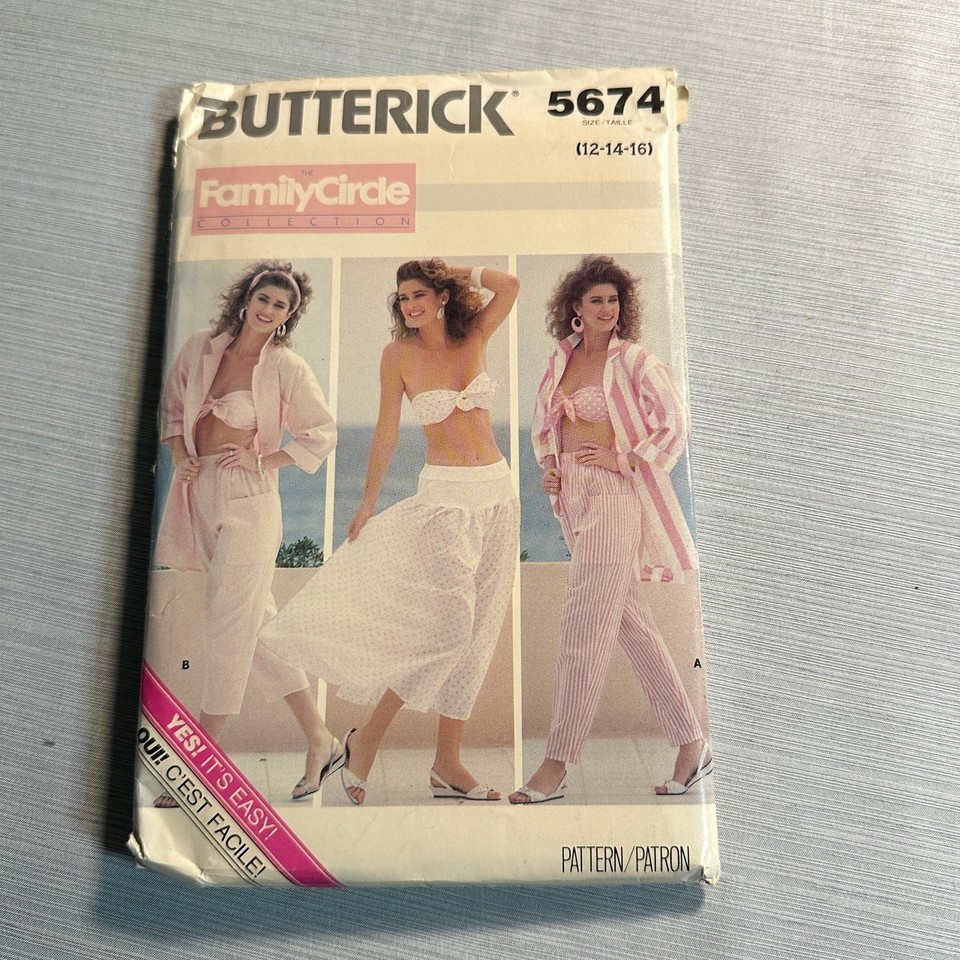 BUTTERICK®
5674
SIZE/TAILLE
(12-14-16)
THE
FamilyCircle
COLLECTION
B
A
YES! IT'S EASY!
OUI! C'EST FACILE!
PATTERN/PATRON